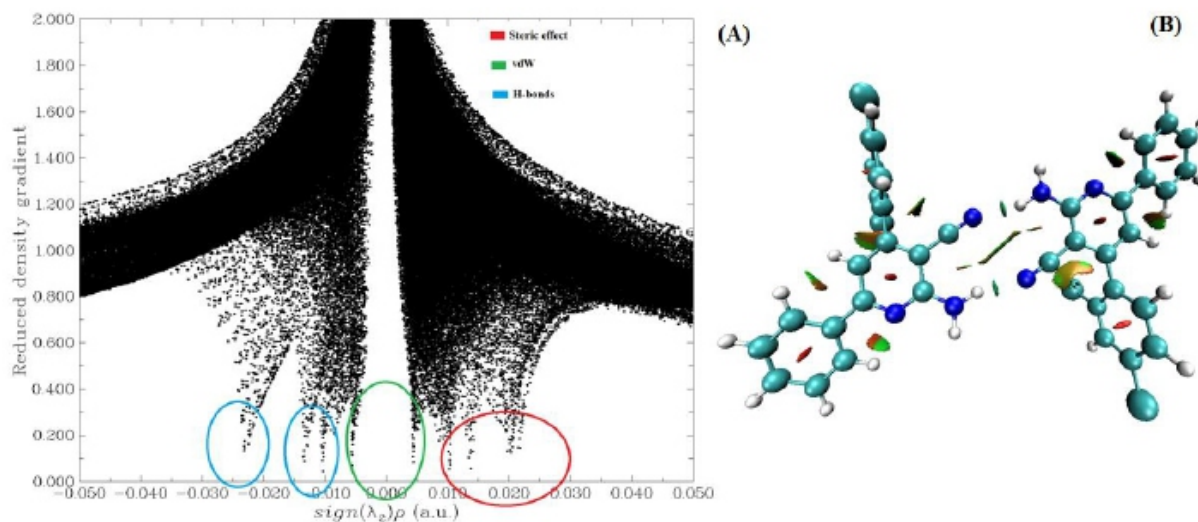 2.000
1.800
1.600
1.400
1.200
1.000
0.800
0.600
0.400
0.200
0.000
Reduced density gradient
Steric effect
vdW
H-bonds
−0.050 −0.040 −0.030 −0.020 −0.010 0.000 0.010 0.020 0.030 0.040 0.050
sign(λ₂)ρ (a.u.)
(A)
(B)